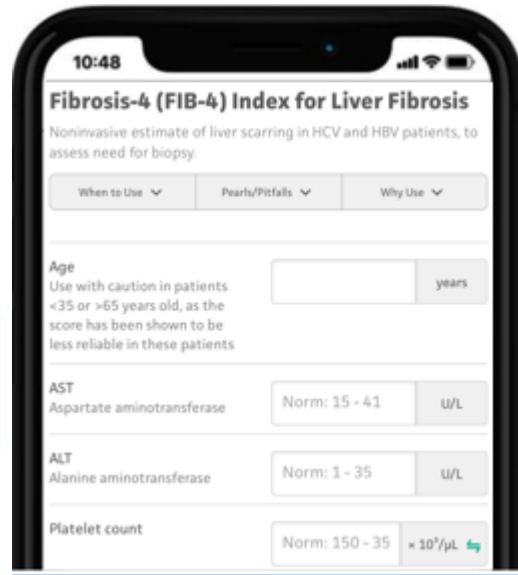 10:48
Fibrosis-4 (FIB-4) Index for Liver Fibrosis
Noninvasive estimate of liver scarring in HCV and HBV patients, to
assess need for biopsy.
When to Use Pearls/Pitfalls Why Use
Age
Use with caution in patients
<35 or >65 years old, as the
score has been shown to be
less reliable in these patients
years
AST
Aspartate aminotransferase
Norm: 15 - 41 U/L
ALT
Alanine aminotransferase
Norm: 1 - 35 U/L
Platelet count
Norm: 150 - 35 × 10³/μL